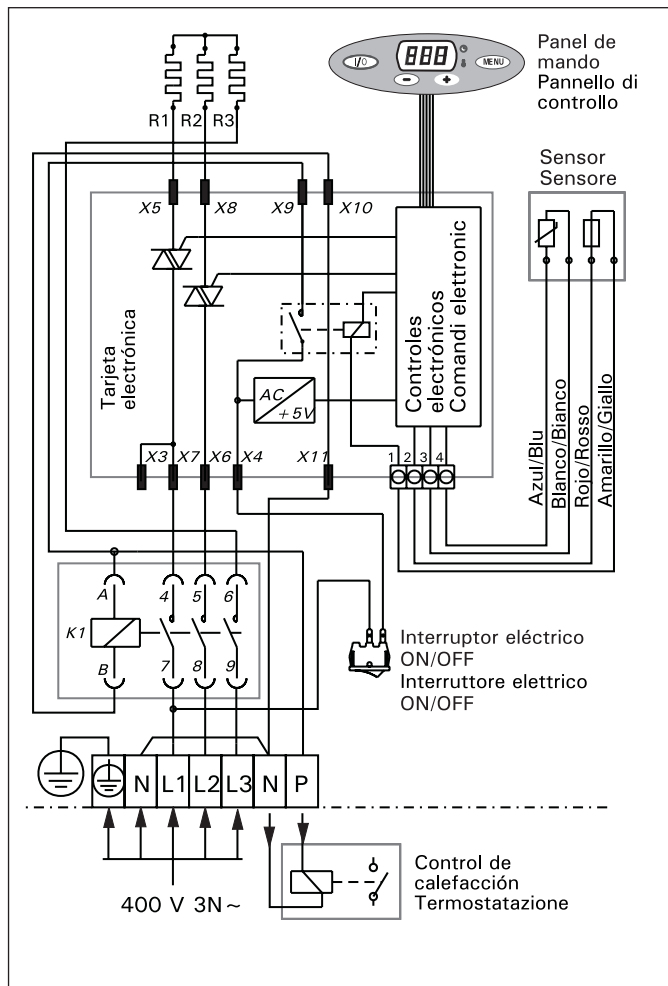 I/O
888
MENU
Panel de
mando
Pannello di
controllo
R1
R2
R3
Sensor
Sensore
X5
X8
X9
X10
Tarjeta
electrónica
Controles
electrónicos
Comandi elettronic
AC
+5V
X3
X7
X6
X4
X11
1 2 3 4
Azul/Blu
Blanco/Bianco
Rojo/Rosso
Amarillo/Giallo
A
4
5
6
K1
B
7
8
9
Interruptor eléctrico
ON/OFF
Interruttore elettrico
ON/OFF
N
L1
L2
L3
N
P
400 V 3N~
Control de
calefacción
Termostatazione